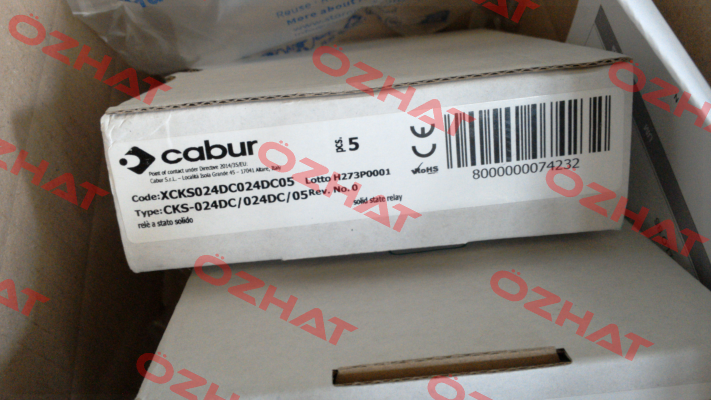 cabur
pcs. 5
Point of contact under Directive 2014/35/EU:
Cabur S.r.l. - Località Isola Grande 45 - 17041 Altare, Italy
Code: XCKS024DC024DC05 Lotto H273P0001
Type: CKS-024DC/024DC/05 Rev. No. 0
relè a stato solido
solid state relay
CE
RoHS
8000000074232
ÖZHAT
ÖZHAT
ÖZHAT
ÖZHAT
ÖZHAT
ÖZHAT
ÖZHAT
ÖZHAT
ÖZHAT